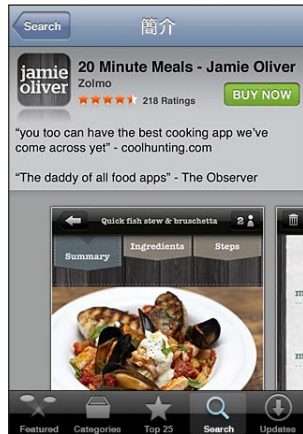 Search
簡介
jamie oliver
20 Minute Meals - Jamie Oliver
Zolmo
218 Ratings
BUY NOW
“you too can have the best cooking app we’ve
come across yet” - coolhunting.com
“The daddy of all food apps” - The Observer
Quick fish stew & bruschetta
2
Summary
Ingredients
Steps
m
m
Featured
Categories
Top 25
Search
Updates